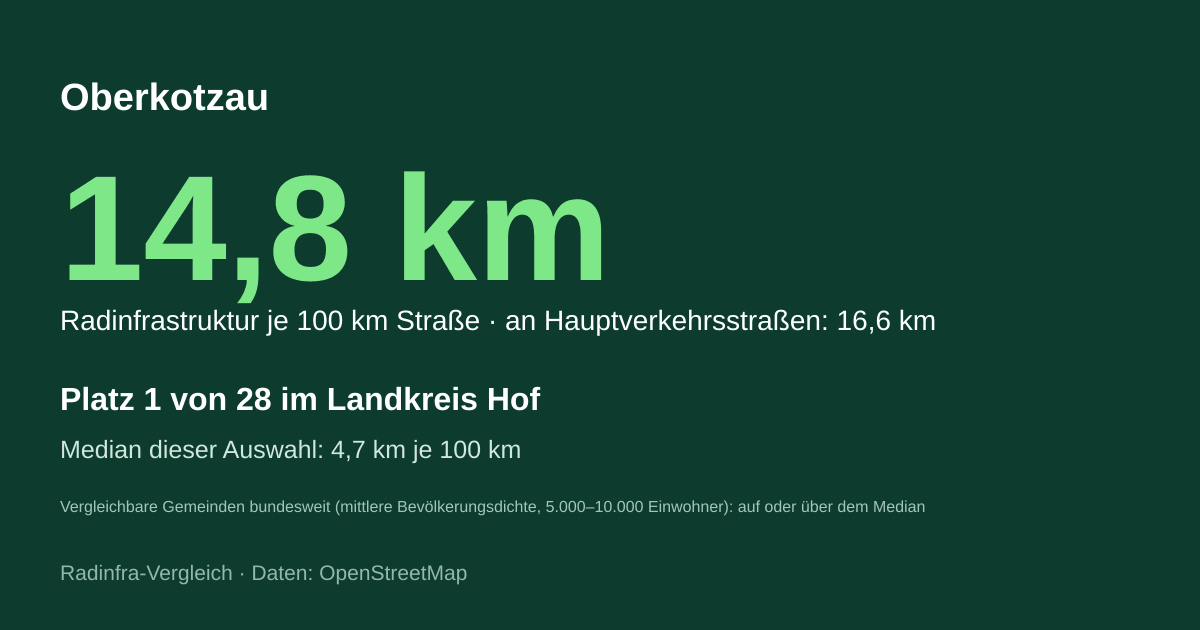 Oberkotzau
14,8 km
Radinfrastruktur je 100 km Straße · an Hauptverkehrsstraßen: 16,6 km
Platz 1 von 28 im Landkreis Hof
Median dieser Auswahl: 4,7 km je 100 km
Vergleichbare Gemeinden bundesweit (mittlere Bevölkerungsdichte, 5.000–10.000 Einwohner): auf oder über dem Median
Radinfra-Vergleich · Daten: OpenStreetMap